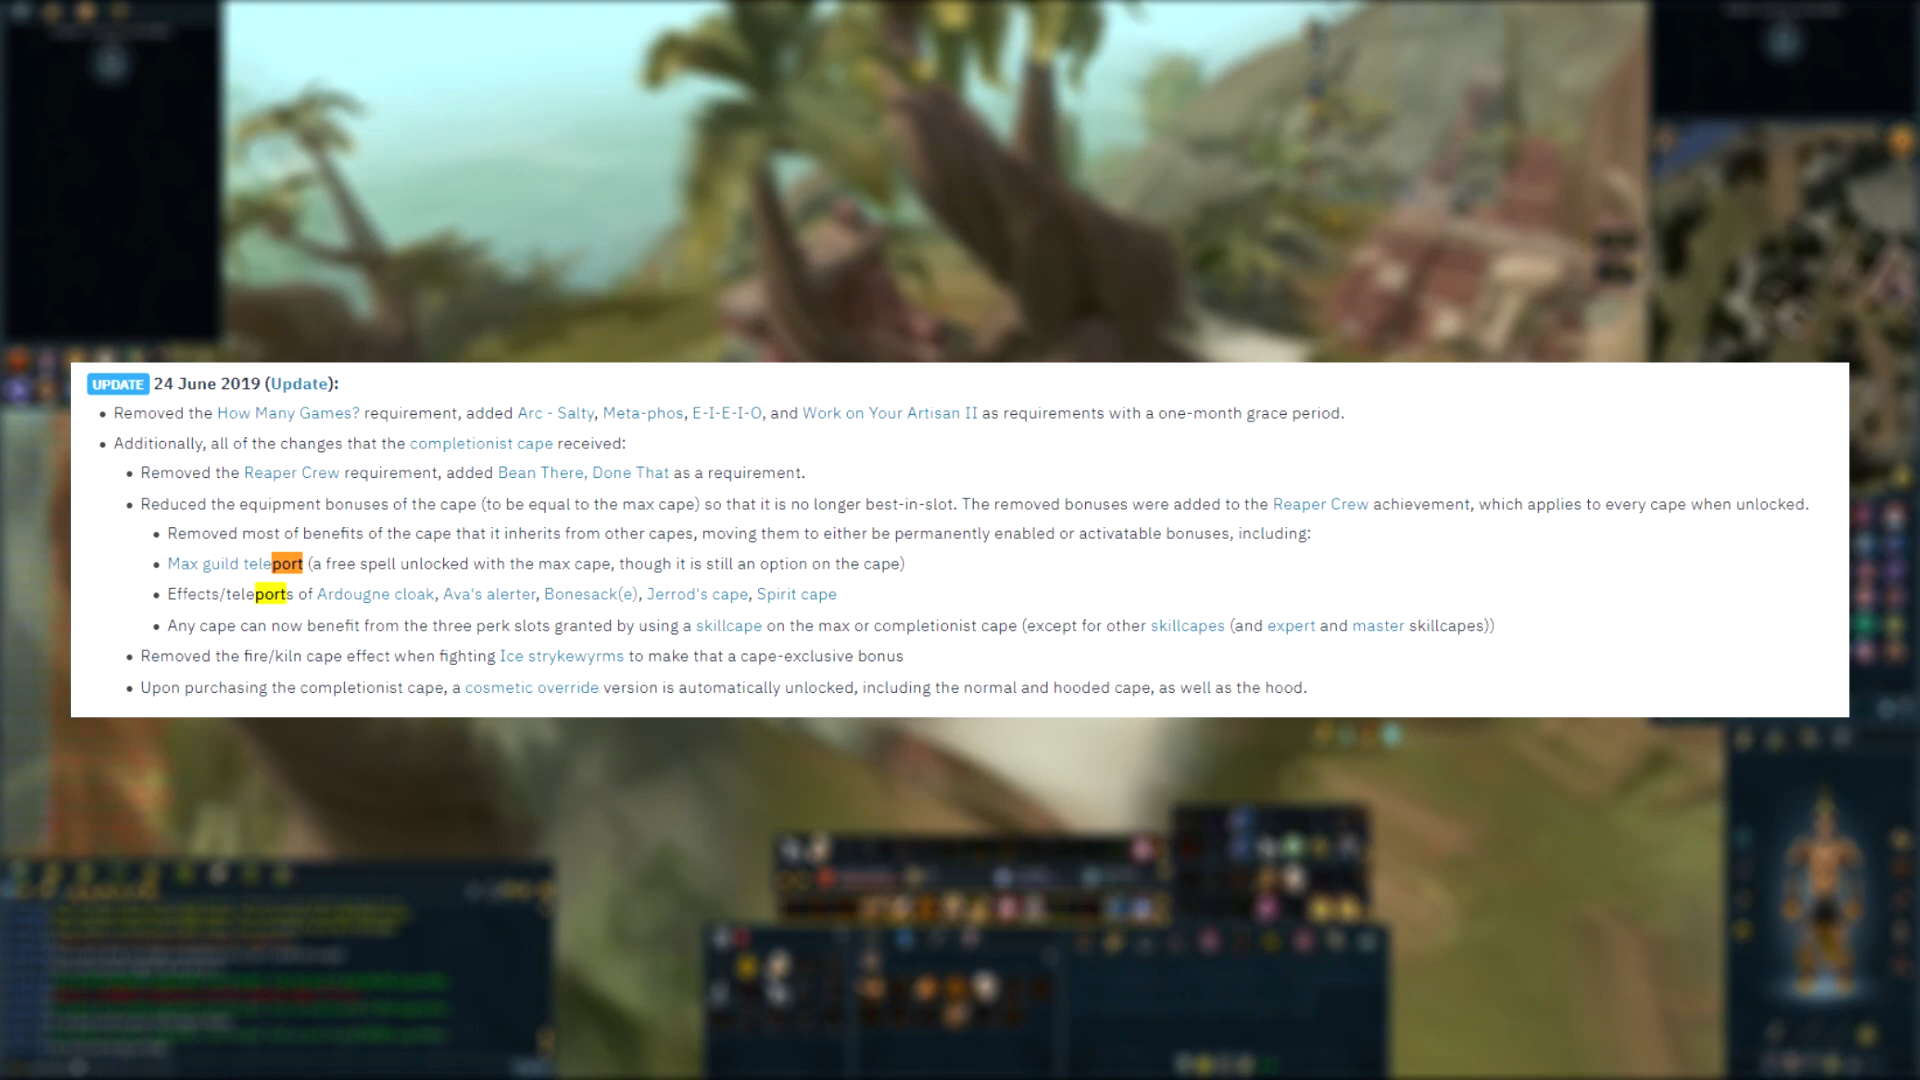 UPDATE 24 June 2019 (Update):
• Removed the How Many Games? requirement, added Arc - Salty, Meta-phos, E-I-E-I-O, and Work on Your Artisan II as requirements with a one-month grace period.
• Additionally, all of the changes that the completionist cape received:
• Removed the Reaper Crew requirement, added Bean There, Done That as a requirement.
• Reduced the equipment bonuses of the cape (to be equal to the max cape) so that it is no longer best-in-slot. The removed bonuses were added to the Reaper Crew achievement, which applies to every cape when unlocked.
• Removed most of benefits of the cape that it inherits from other capes, moving them to either be permanently enabled or activatable bonuses, including:
• Max guild teleport (a free spell unlocked with the max cape, though it is still an option on the cape)
• Effects/teleports of Ardougne cloak, Ava's alerter, Bonesack(e), Jerrod's cape, Spirit cape
• Any cape can now benefit from the three perk slots granted by using a skillcape on the max or completionist cape (except for other skillcapes (and expert and master skillcapes))
• Removed the fire/kiln cape effect when fighting Ice strykewyrms to make that a cape-exclusive bonus
• Upon purchasing the completionist cape, a cosmetic override version is automatically unlocked, including the normal and hooded cape, as well as the hood.